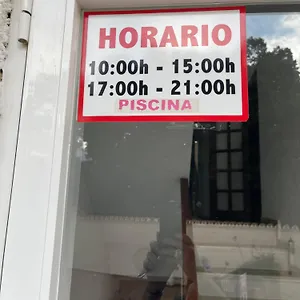 HORARIO
10:00h - 15:00h
17:00h - 21:00h
PISCINA